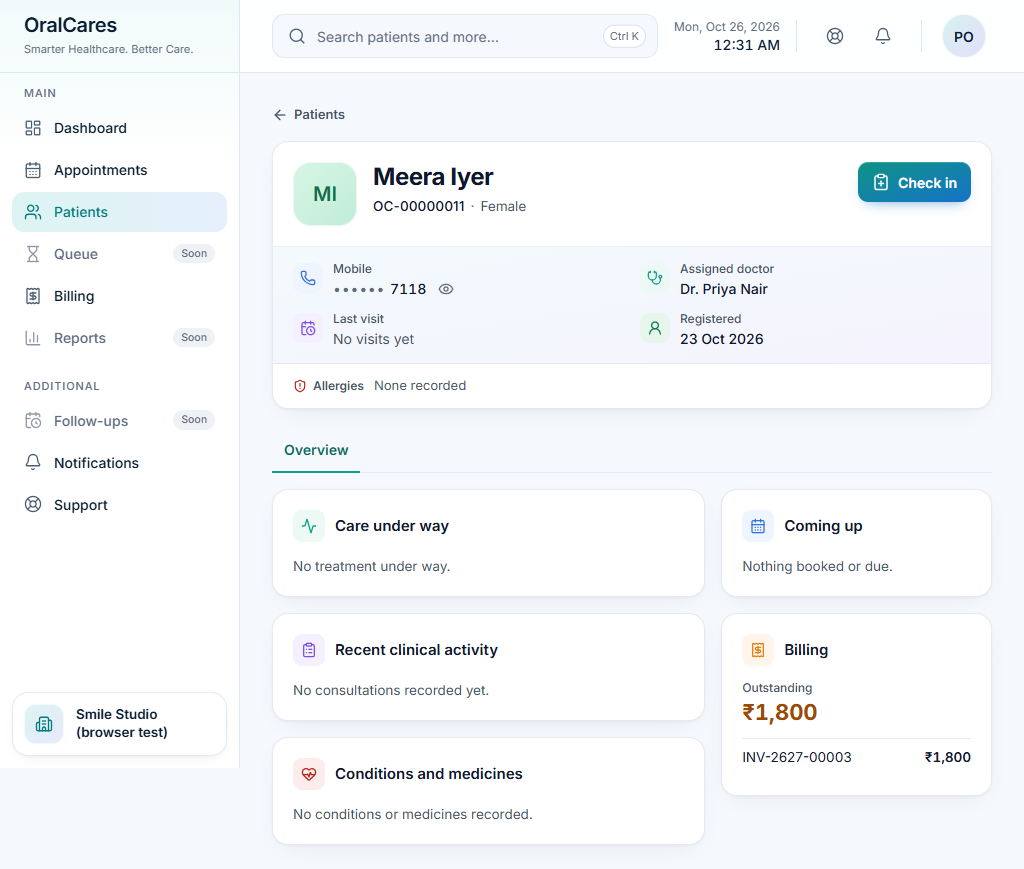 OralCares
Smarter Healthcare. Better Care.
Search patients and more...
Ctrl K
Mon, Oct 26, 2026
12:31 AM
PO
MAIN
Dashboard
Appointments
Patients
Queue
Soon
Billing
Reports
Soon
ADDITIONAL
Follow-ups
Soon
Notifications
Support
Smile Studio
(browser test)
Patients
MI
Meera Iyer
OC-00000011 · Female
Check in
Mobile
•••••• 7118
Assigned doctor
Dr. Priya Nair
Last visit
No visits yet
Registered
23 Oct 2026
Allergies None recorded
Overview
Care under way
No treatment under way.
Coming up
Nothing booked or due.
Recent clinical activity
No consultations recorded yet.
Billing
Outstanding
₹1,800
INV-2627-00003 ₹1,800
Conditions and medicines
No conditions or medicines recorded.